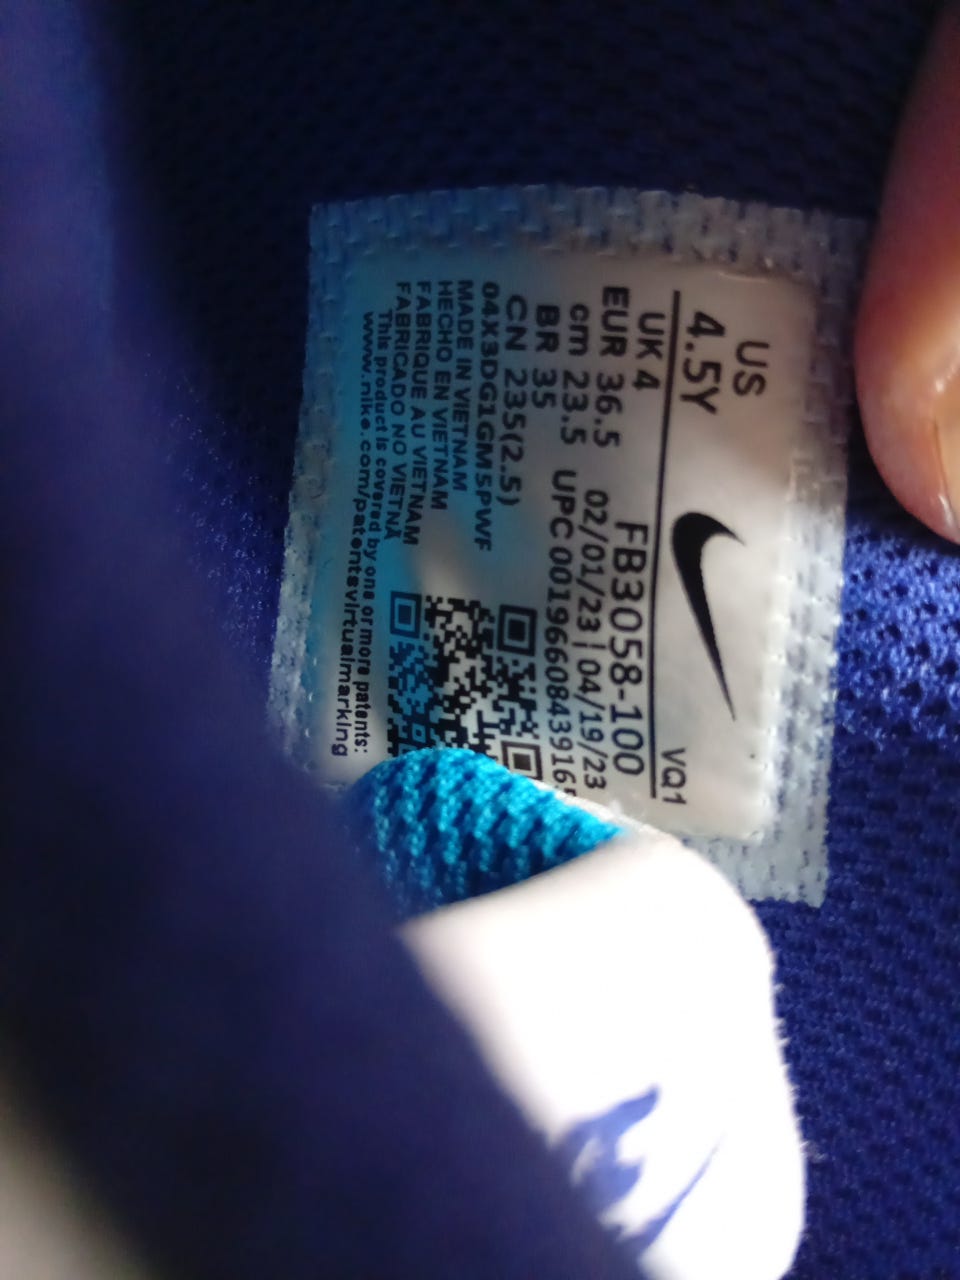 US
4.5Y
VQ1
UK 4
FB3058-100
EUR 36.5
02/01/23 | 04/19/23
cm 23.5
UPC 00196608439165
BR 35
CN 235(2.5)
04X3DG1GM5PWF
MADE IN VIETNAM
HECHO EN VIETNAM
FABRIQUE AU VIETNAM
FABRICADO NO VIETNÃ
This product is covered by one or more patents:
www.nike.com/patentsvirtualmarking